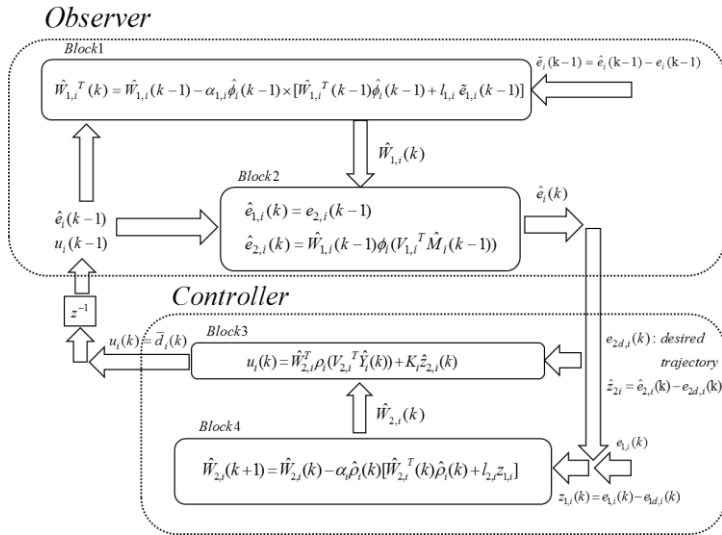 Observer
Block1
ẽ_i(k−1) = ê_i(k−1) − e_i(k−1)
Ŵ_{1,i}^T(k) = Ŵ_{1,i}(k−1) − α_{1,i} φ̂_i(k−1) × [Ŵ_{1,i}^T(k−1) φ̂_i(k−1) + l_{1,i} ẽ_{1,i}(k−1)]
Ŵ_{1,i}(k)
Block2
ê_{1,i}(k) = e_{2,i}(k−1)
ê_{2,i}(k) = Ŵ_{1,i}(k−1) φ_i(V_{1,i}^T M̂_i(k−1))
ê_i(k)
ê_i(k−1)
u_i(k−1)
z^{−1}
Controller
u_i(k) = d̄_i(k)
Block3
u_i(k) = Ŵ_{2,i}^T ρ_i(V_{2,i}^T Ŷ_i(k)) + K_i ẑ_{2,i}(k)
e_{2d,i}(k) : desired
trajectory
ẑ_{2i} = ê_{2,i}(k) − e_{2d,i}(k)
Ŵ_{2,i}(k)
Block4
Ŵ_{2,i}(k+1) = Ŵ_{2,i}(k) − α_i ρ̂_i(k)[Ŵ_{2,i}^T(k) ρ̂_i(k) + l_{2,i} z_{1,i}]
e_{1,i}(k)
z_{1,i}(k) = e_{1,i}(k) − e_{1d,i}(k)